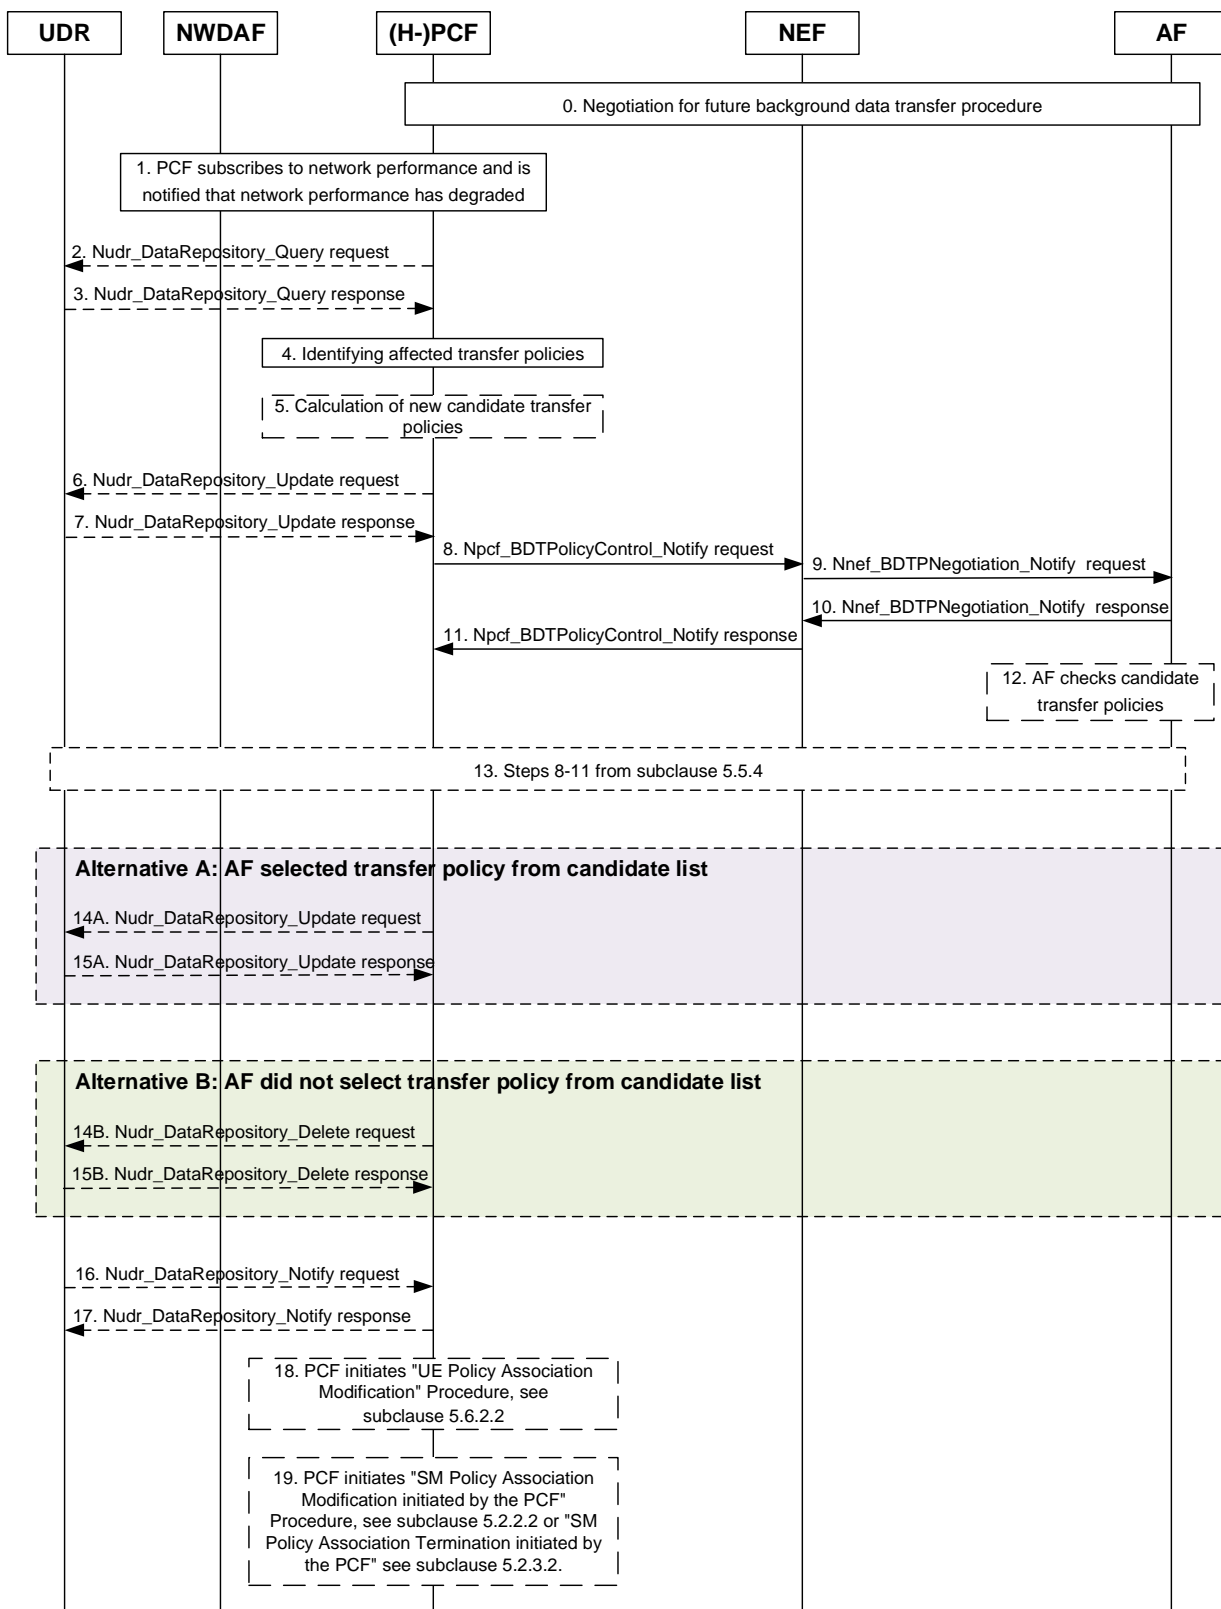 UDR
NWDAF
(H-)PCF
NEF
AF
0. Negotiation for future background data transfer procedure
1. PCF subscribes to network performance and is
notified that network performance has degraded
2. Nudr_DataRepository_Query request
3. Nudr_DataRepository_Query response
4. Identifying affected transfer policies
5. Calculation of new candidate transfer
policies
6. Nudr_DataRepository_Update request
7. Nudr_DataRepository_Update response
8. Npcf_BDTPolicyControl_Notify request
9. Nnef_BDTPNegotiation_Notify request
10. Nnef_BDTPNegotiation_Notify response
11. Npcf_BDTPolicyControl_Notify response
12. AF checks candidate
transfer policies
13. Steps 8-11 from subclause 5.5.4
Alternative A: AF selected transfer policy from candidate list
14A. Nudr_DataRepository_Update request
15A. Nudr_DataRepository_Update response
Alternative B: AF did not select transfer policy from candidate list
14B. Nudr_DataRepository_Delete request
15B. Nudr_DataRepository_Delete response
16. Nudr_DataRepository_Notify request
17. Nudr_DataRepository_Notify response
18. PCF initiates "UE Policy Association
Modification" Procedure, see
subclause 5.6.2.2
19. PCF initiates "SM Policy Association
Modification initiated by the PCF"
Procedure, see subclause 5.2.2.2 or "SM
Policy Association Termination initiated by
the PCF" see subclause 5.2.3.2.